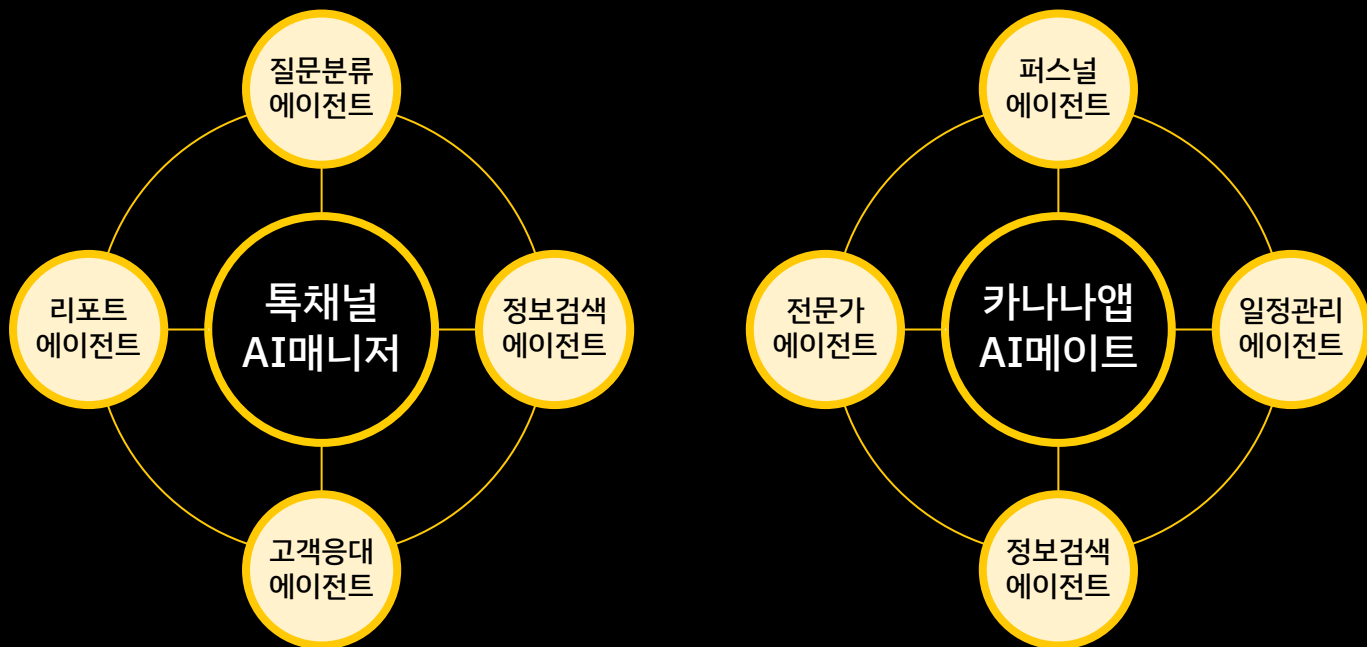 질문분류
에이전트
리포트
에이전트
톡채널
AI매니저
정보검색
에이전트
고객응대
에이전트
퍼스널
에이전트
전문가
에이전트
카나나앱
AI메이트
일정관리
에이전트
정보검색
에이전트